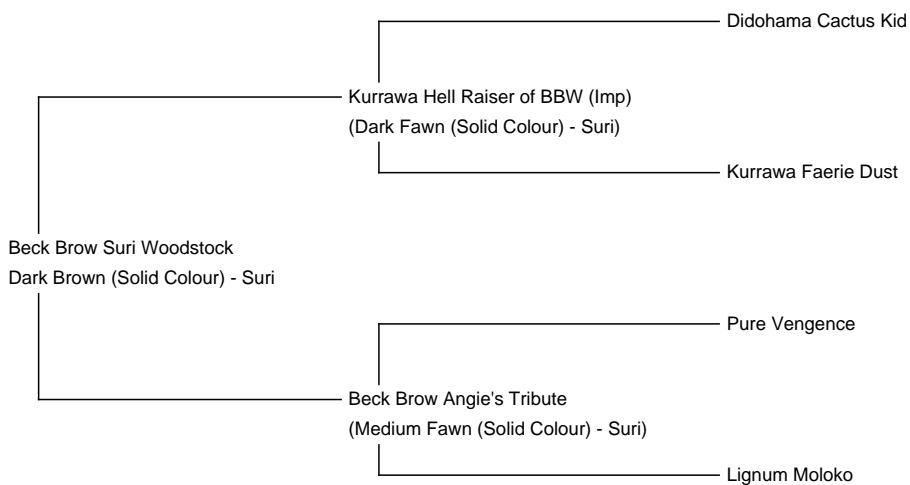 Didohama Cactus Kid
Kurrawa Hell Raiser of BBW (Imp)
(Dark Fawn (Solid Colour) - Suri)
Kurrawa Faerie Dust
Beck Brow Suri Woodstock
Dark Brown (Solid Colour) - Suri
Pure Vengence
Beck Brow Angie's Tribute
(Medium Fawn (Solid Colour) - Suri)
Lignum Moloko